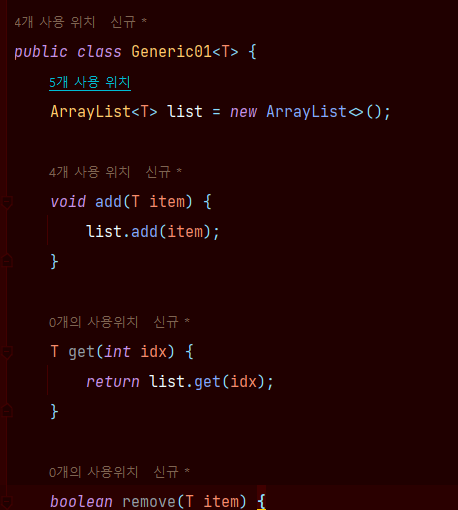 4개 사용 위치 신규 *
public class Generic01<T> {
5개 사용 위치
ArrayList<T> list = new ArrayList<>();
4개 사용 위치 신규 *
void add(T item) {
list.add(item);
}
0개의 사용위치 신규 *
T get(int idx) {
return list.get(idx);
}
0개의 사용위치 신규 *
boolean remove(T item) {